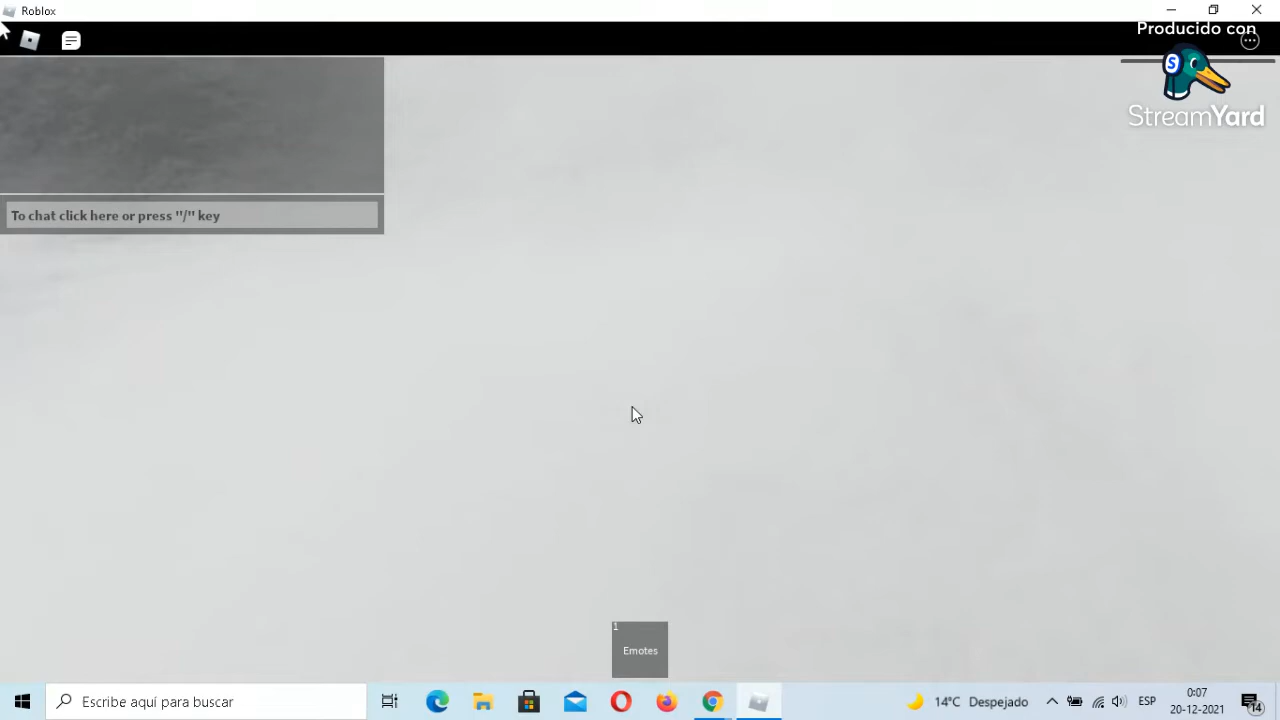 Roblox
Producido con
S
StreamYard
To chat click here or press "/" key
1
Emotes
Escribe aquí para buscar
14°C Despejado
ESP
0:07
20-12-2021
14